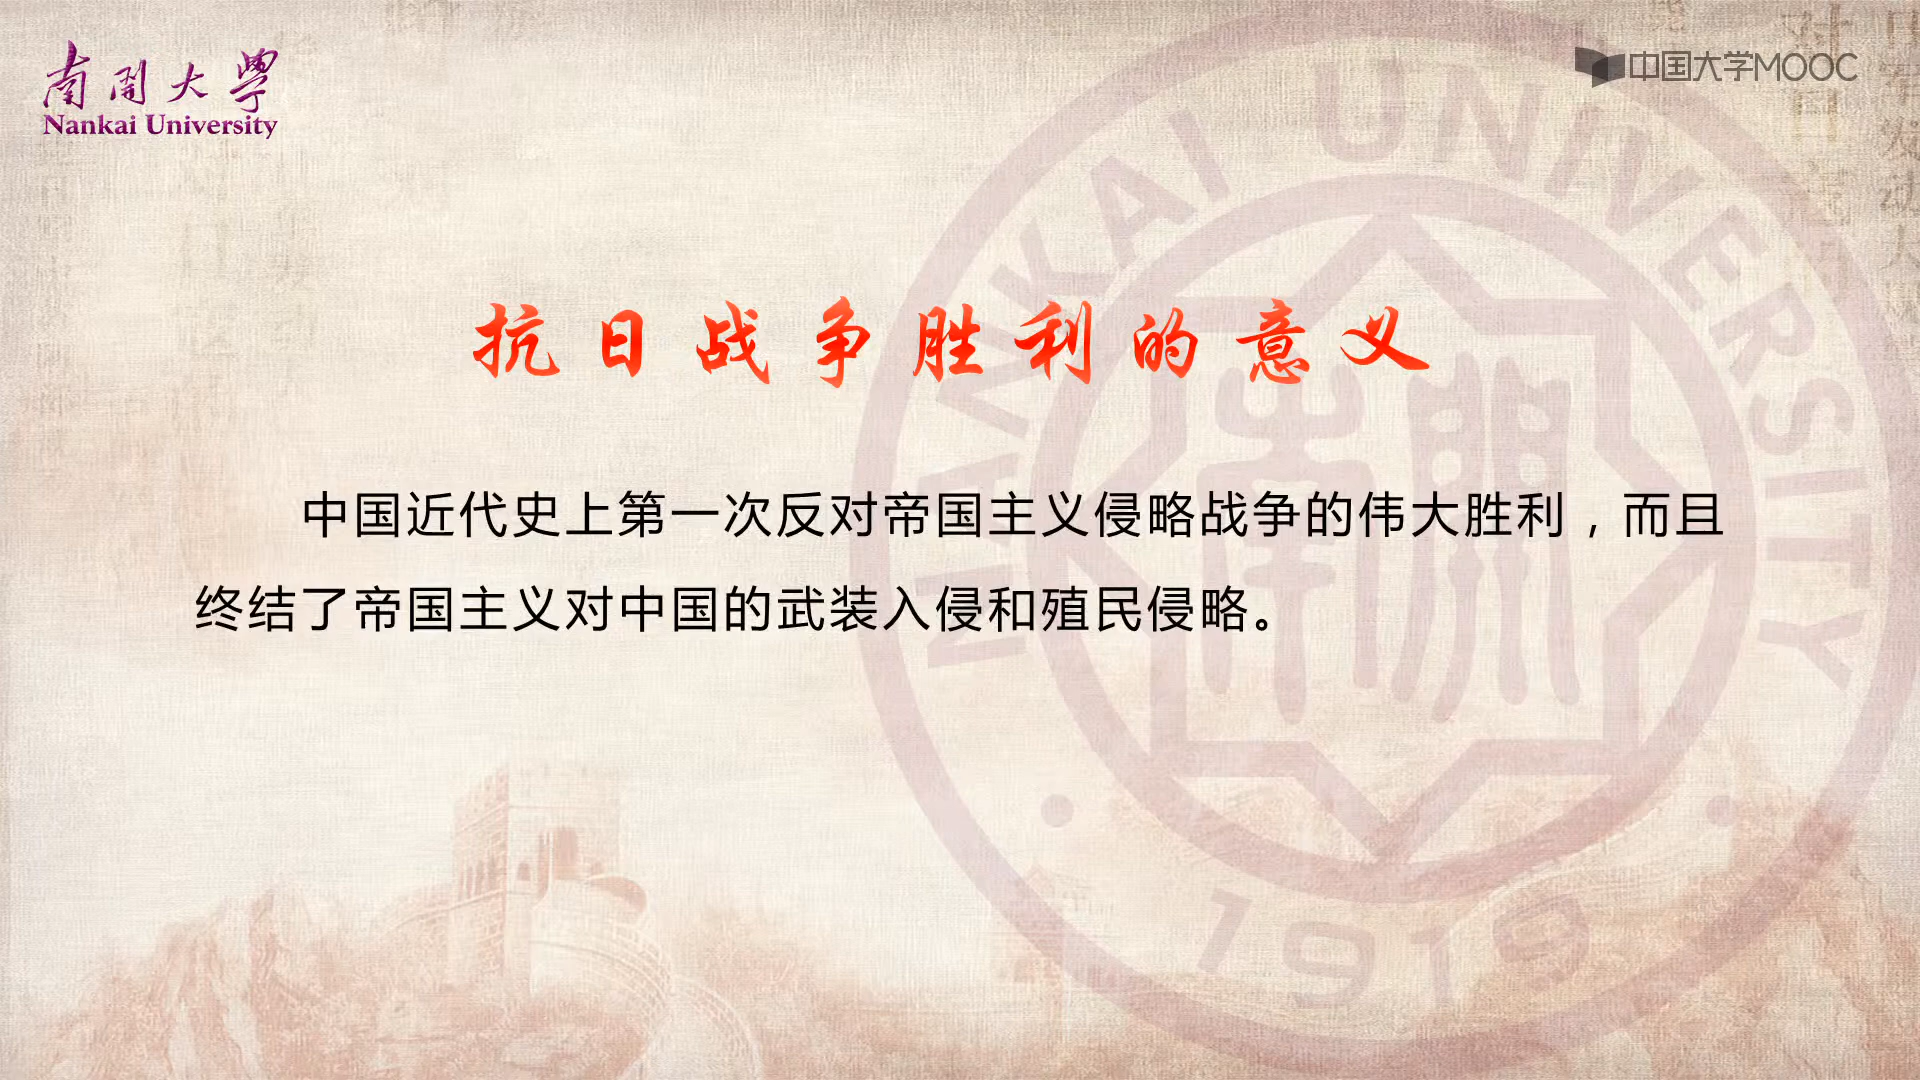 南开大学
Nankai University
中国大学MOOC
抗日战争胜利的意义
中国近代史上第一次反对帝国主义侵略战争的伟大胜利，而且
终结了帝国主义对中国的武装入侵和殖民侵略。
NANKAI UNIVERSITY
南開
1919